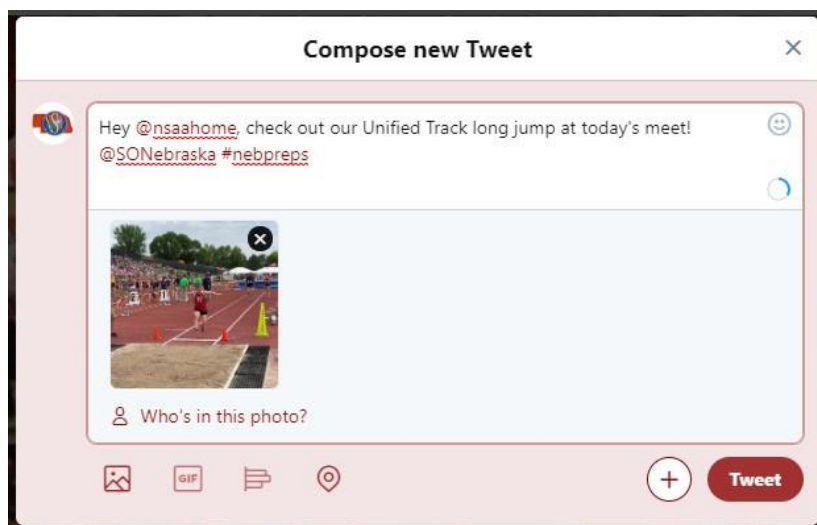 Compose new Tweet
Hey @nsaahome, check out our Unified Track long jump at today's meet!
@SONebraska #nebpreps
Who's in this photo?
GIF
Tweet